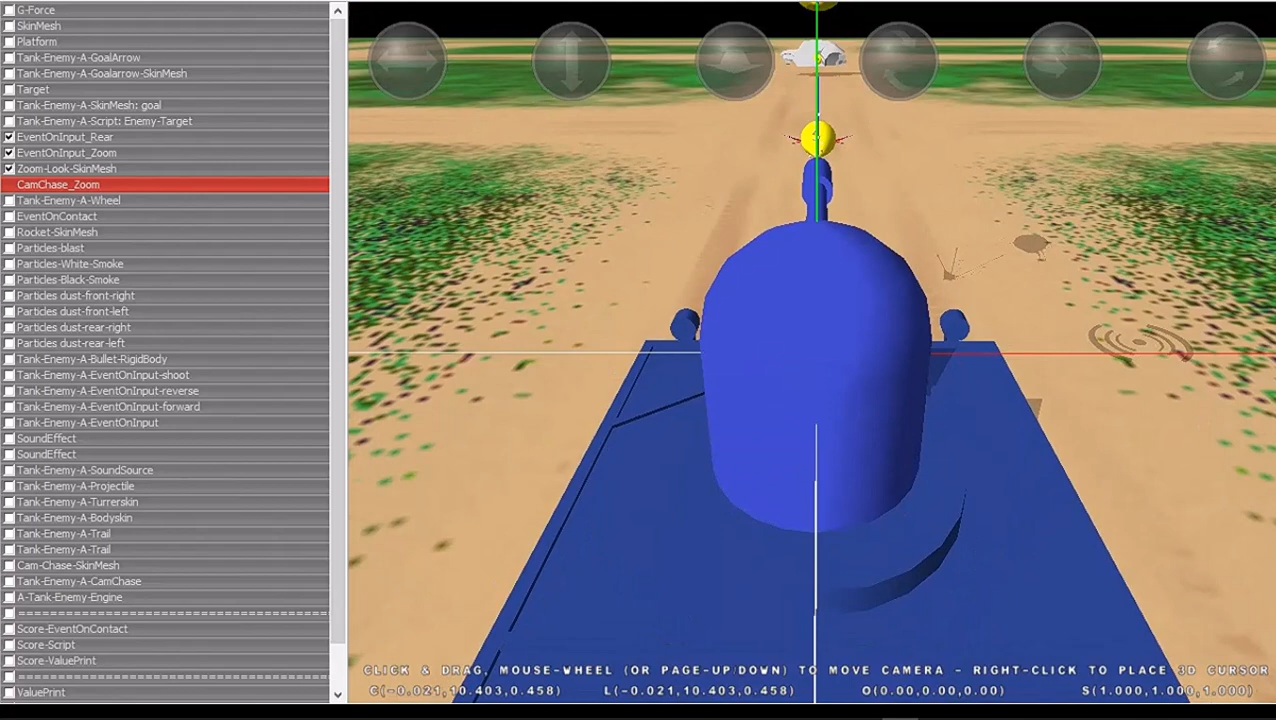 G-Force
SkinMesh
Platform
Tank-Enemy-A-GoalArrow
Tank-Enemy-A-Goalarrow-SkinMesh
Target
Tank-Enemy-A-SkinMesh: goal
Tank-Enemy-A-Script: Enemy-Target
EventOnInput_Rear
EventOnInput_Zoom
Zoom-Look-SkinMesh
CamChase_Zoom
Tank-Enemy-A-Wheel
EventOnContact
Rocket-SkinMesh
Particles-blast
Particles-White-Smoke
Particles-Black-Smoke
Particles dust-front-right
Particles dust-front-left
Particles dust-rear-right
Particles dust-rear-left
Tank-Enemy-A-Bullet-RigidBody
Tank-Enemy-A-EventOnInput-shoot
Tank-Enemy-A-EventOnInput-reverse
Tank-Enemy-A-EventOnInput-forward
Tank-Enemy-A-EventOnInput
SoundEffect
SoundEffect
Tank-Enemy-A-SoundSource
Tank-Enemy-A-Projectile
Tank-Enemy-A-Turrerskin
Tank-Enemy-A-Bodyskin
Tank-Enemy-A-Trail
Tank-Enemy-A-Trail
Cam-Chase-SkinMesh
Tank-Enemy-A-CamChase
A-Tank-Enemy-Engine
====================================
Score-EventOnContact
Score-Script
Score-ValuePrint
====================================
ValuePrint
CLICK & DRAG, MOUSE-WHEEL (OR PAGE-UP/DOWN) TO MOVE CAMERA - RIGHT-CLICK TO PLACE 3D CURSOR
C(-0.021,10.403,0.458) L(-0.021,10.403,0.458) O(0.00,0.00,0.00) S(1.000,1.000,1.000)